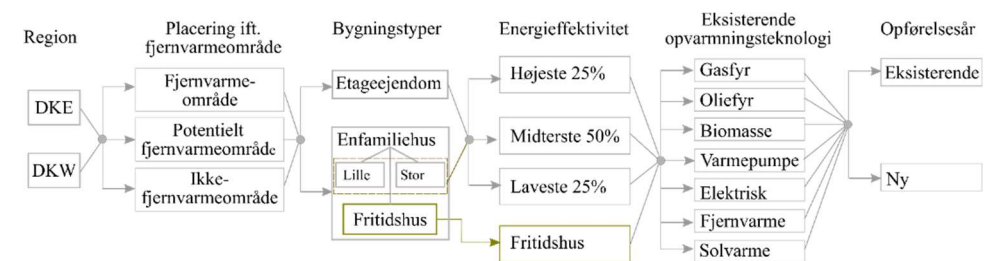 Region
Placering ift.
fjernvarmeområde
Bygningstyper
Energieffektivitet
Eksisterende
opvarmningsteknologi
Opførelsesår
DKE
DKW
Fjernvarme-
område
Potentielt
fjernvarmeområde
Ikke-
fjernvarmeområde
Etageejendom
Enfamiliehus
Lille
Stor
Fritidshus
Højeste 25%
Midterste 50%
Laveste 25%
Fritidshus
Gasfyr
Oliefyr
Biomasse
Varmepumpe
Elektrisk
Fjernvarme
Solvarme
Eksisterende
Ny